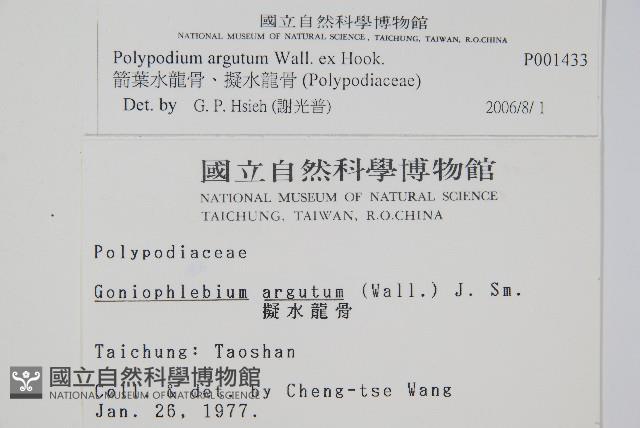 國立自然科學博物館
NATIONAL MUSEUM OF NATURAL SCIENCE, TAICHUNG, TAIWAN, R.O.CHINA
Polypodium argutum Wall. ex Hook. P001433
箭葉水龍骨、擬水龍骨 (Polypodiaceae)
Det. by G. P. Hsieh (謝光普) 2006/8/ 1
國立自然科學博物館
NATIONAL MUSEUM OF NATURAL SCIENCE
TAICHUNG, TAIWAN, R.O.CHINA
Polypodiaceae
Goniophlebium argutum (Wall.) J. Sm.
擬水龍骨
Taichung: Taoshan
國立自然科學博物館
Coll. & det. by Cheng-tse Wang
NATIONAL MUSEUM OF NATURAL SCIENCE
Jan. 26, 1977.